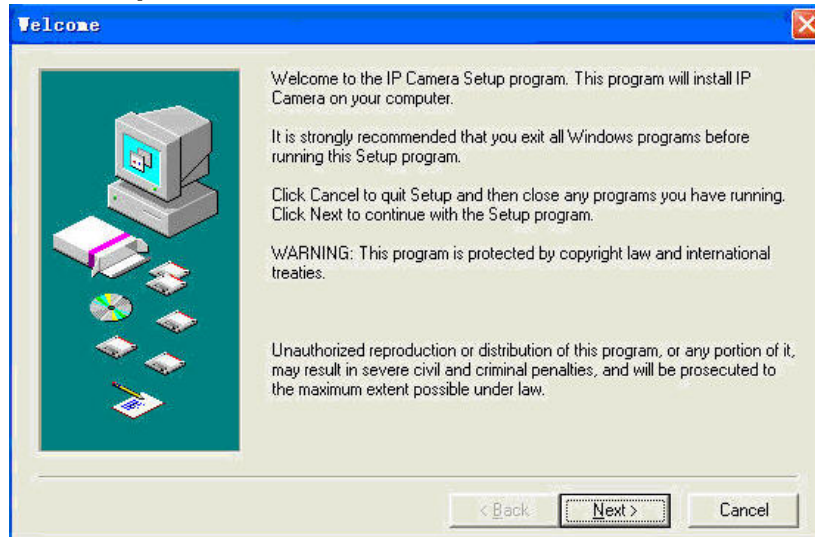 Welcome
Welcome to the IP Camera Setup program. This program will install IP
Camera on your computer.
It is strongly recommended that you exit all Windows programs before
running this Setup program.
Click Cancel to quit Setup and then close any programs you have running.
Click Next to continue with the Setup program.
WARNING: This program is protected by copyright law and international
treaties.
Unauthorized reproduction or distribution of this program, or any portion of it,
may result in severe civil and criminal penalties, and will be prosecuted to
the maximum extent possible under law.
< Back Next > Cancel